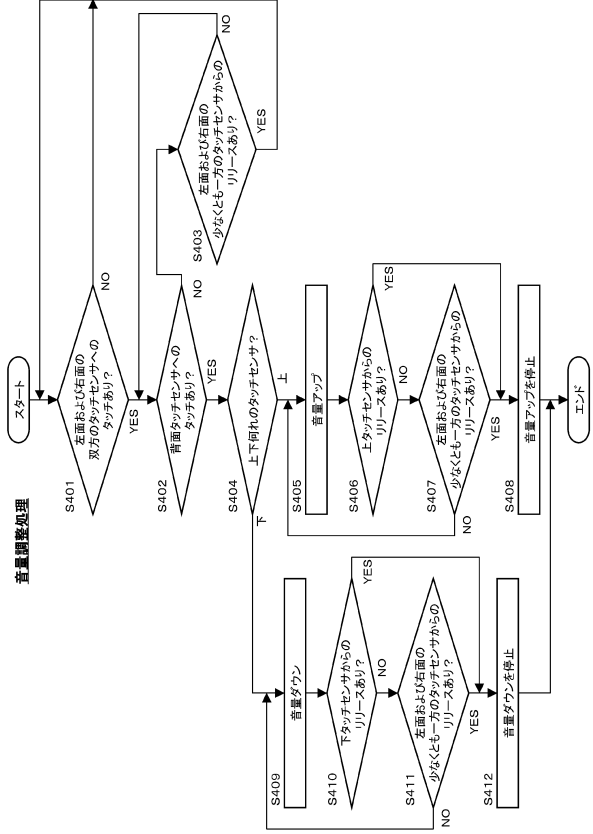 音量調整処理
スタート
S401
左面および右面の
双方のタッチセンサへの
タッチあり？
NO
YES
S402
背面タッチセンサへの
タッチあり？
NO
YES
S403
左面および右面の
少なくとも一方のタッチセンサからの
リリースあり？
NO
YES
S404
上下何れのタッチセンサ？
上
下
S405
音量アップ
S406
上タッチセンサからの
リリースあり？
YES
NO
S407
左面および右面の
少なくとも一方のタッチセンサからの
リリースあり？
NO
YES
S408
音量アップを停止
S409
音量ダウン
S410
下タッチセンサからの
リリースあり？
YES
NO
S411
左面および右面の
少なくとも一方のタッチセンサからの
リリースあり？
NO
YES
S412
音量ダウンを停止
エンド